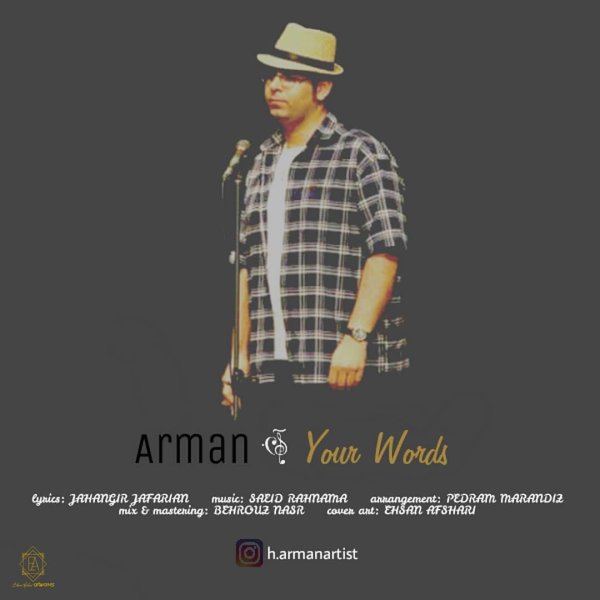 Arman Your Words
lyrics: JAHANGIR JAFARIAN music: SAEID RAHNAMA arrangement: PEDRAM MARANDIZ
mix & mastering: BEHROUZ NASR cover art: EHSAN AFSHARI
h.armanartist